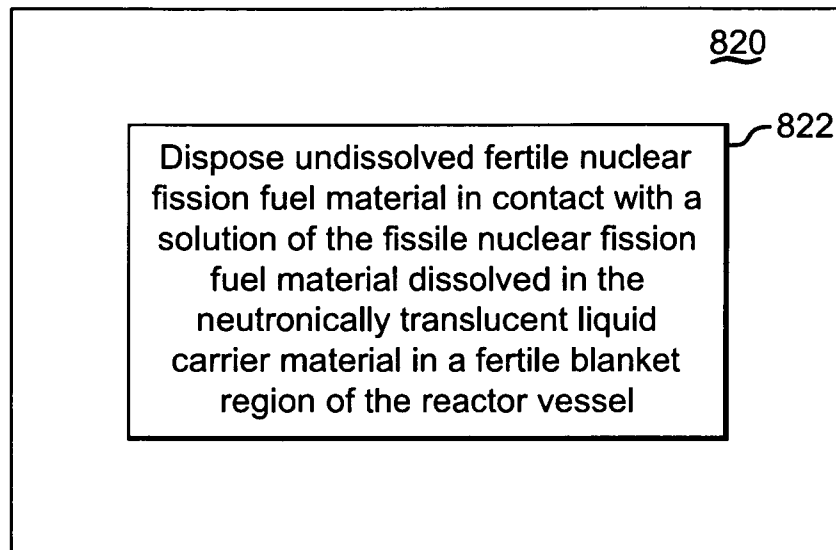 820
822
Dispose undissolved fertile nuclear
fission fuel material in contact with a
solution of the fissile nuclear fission
fuel material dissolved in the
neutronically translucent liquid
carrier material in a fertile blanket
region of the reactor vessel